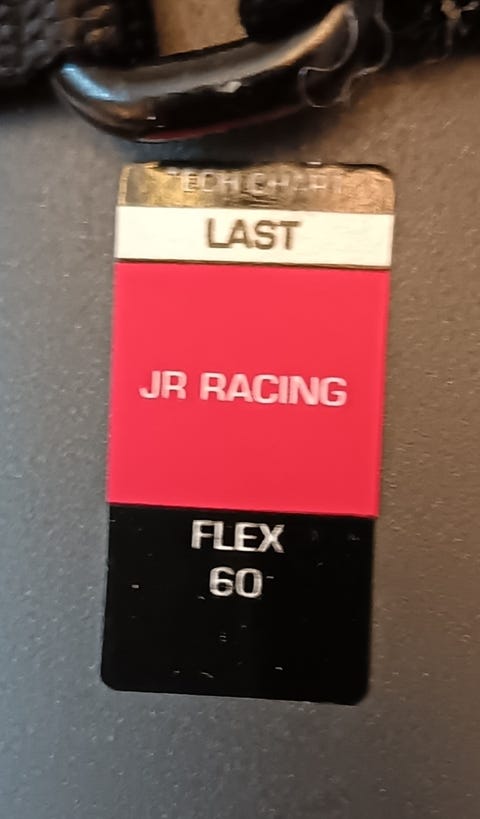 TECH CHART
LAST
JR RACING
FLEX
60